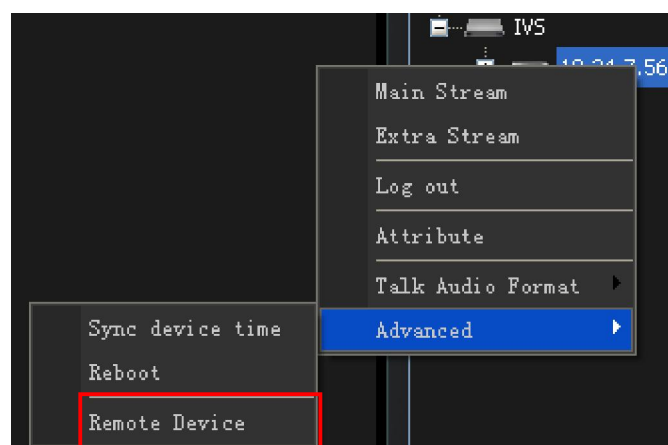 IVS
Main Stream
Extra Stream
Log out
Attribute
Talk Audio Format
Advanced
Sync device time
Reboot
Remote Device